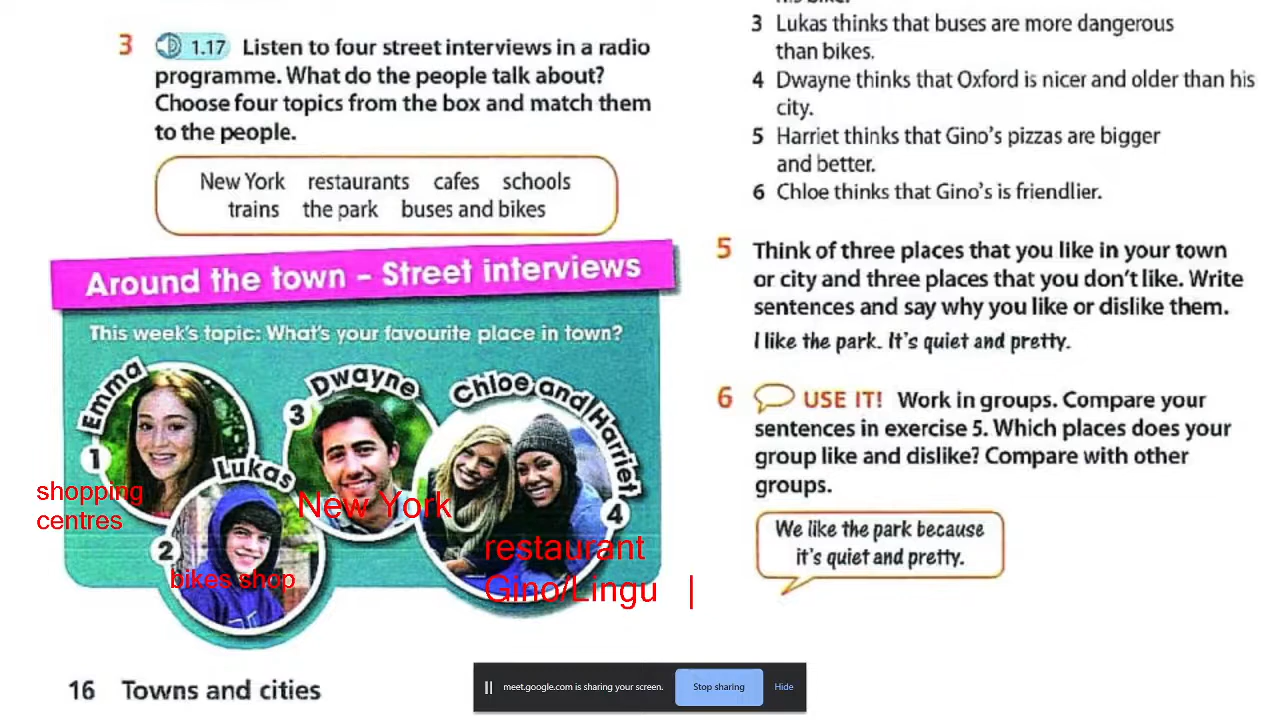 3 1.17 Listen to four street interviews in a radio
programme. What do the people talk about?
Choose four topics from the box and match them
to the people.
New York restaurants cafes schools
trains the park buses and bikes
Around the town – Street interviews
This week's topic: What's your favourite place in town?
Emma
1
shopping
centres
Lukas
2
bikes shop
Dwayne
3
New York
Chloe and Harriet
4
restaurant
Gino/Lingu
16 Towns and cities
3 Lukas thinks that buses are more dangerous
than bikes.
4 Dwayne thinks that Oxford is nicer and older than his
city.
5 Harriet thinks that Gino's pizzas are bigger
and better.
6 Chloe thinks that Gino's is friendlier.
5 Think of three places that you like in your town
or city and three places that you don't like. Write
sentences and say why you like or dislike them.
I like the park. It's quiet and pretty.
6 USE IT! Work in groups. Compare your
sentences in exercise 5. Which places does your
group like and dislike? Compare with other
groups.
We like the park because
it's quiet and pretty.
meet.google.com is sharing your screen. Stop sharing Hide